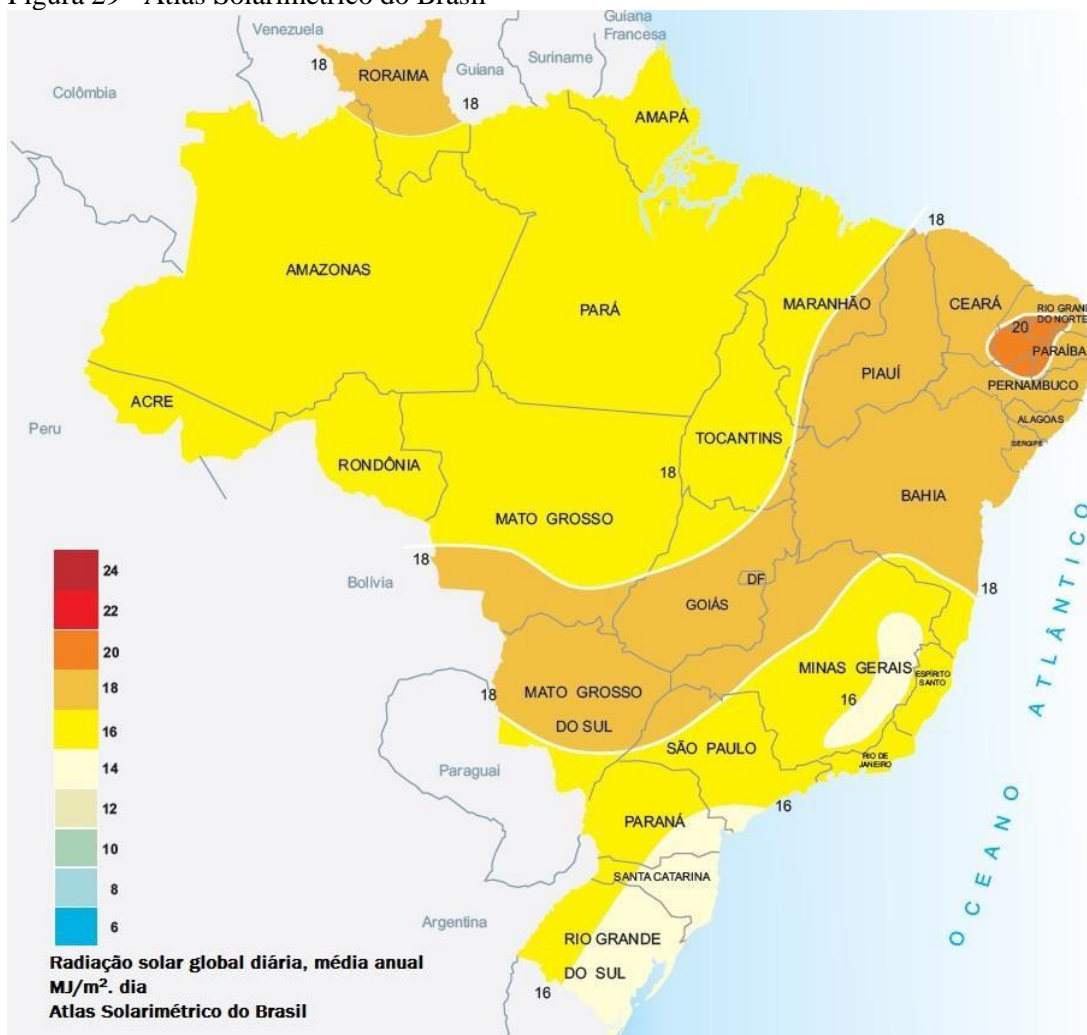 Figura 29 - Atlas Solarimétrico do Brasil
Venezuela
Guiana
Francesa
Suriname
18
RORAIMA
Guiana
Colômbia
18
AMAPÁ
18
AMAZONAS
PARÁ
MARANHÃO
CEARÁ
RIO GRANDE
DO NORTE
20
PARAÍBA
PIAUÍ
PERNAMBUCO
ACRE
ALAGOAS
Peru
TOCANTINS
SERGIPE
RONDÔNIA
18
BAHIA
MATO GROSSO
18
Bolívia
DF
18
GOIÁS
MINAS GERAIS
ESPÍRITO
SANTO
18
MATO GROSSO
DO SUL
16
SÃO PAULO
RIO DE
JANEIRO
Paraguai
16
PARANÁ
SANTA CATARINA
Argentina
RIO GRANDE
DO SUL
16
OCEANO ATLÂNTICO
24
22
20
18
16
14
12
10
8
6
Radiação solar global diária, média anual
MJ/m². dia
Atlas Solarimétrico do Brasil